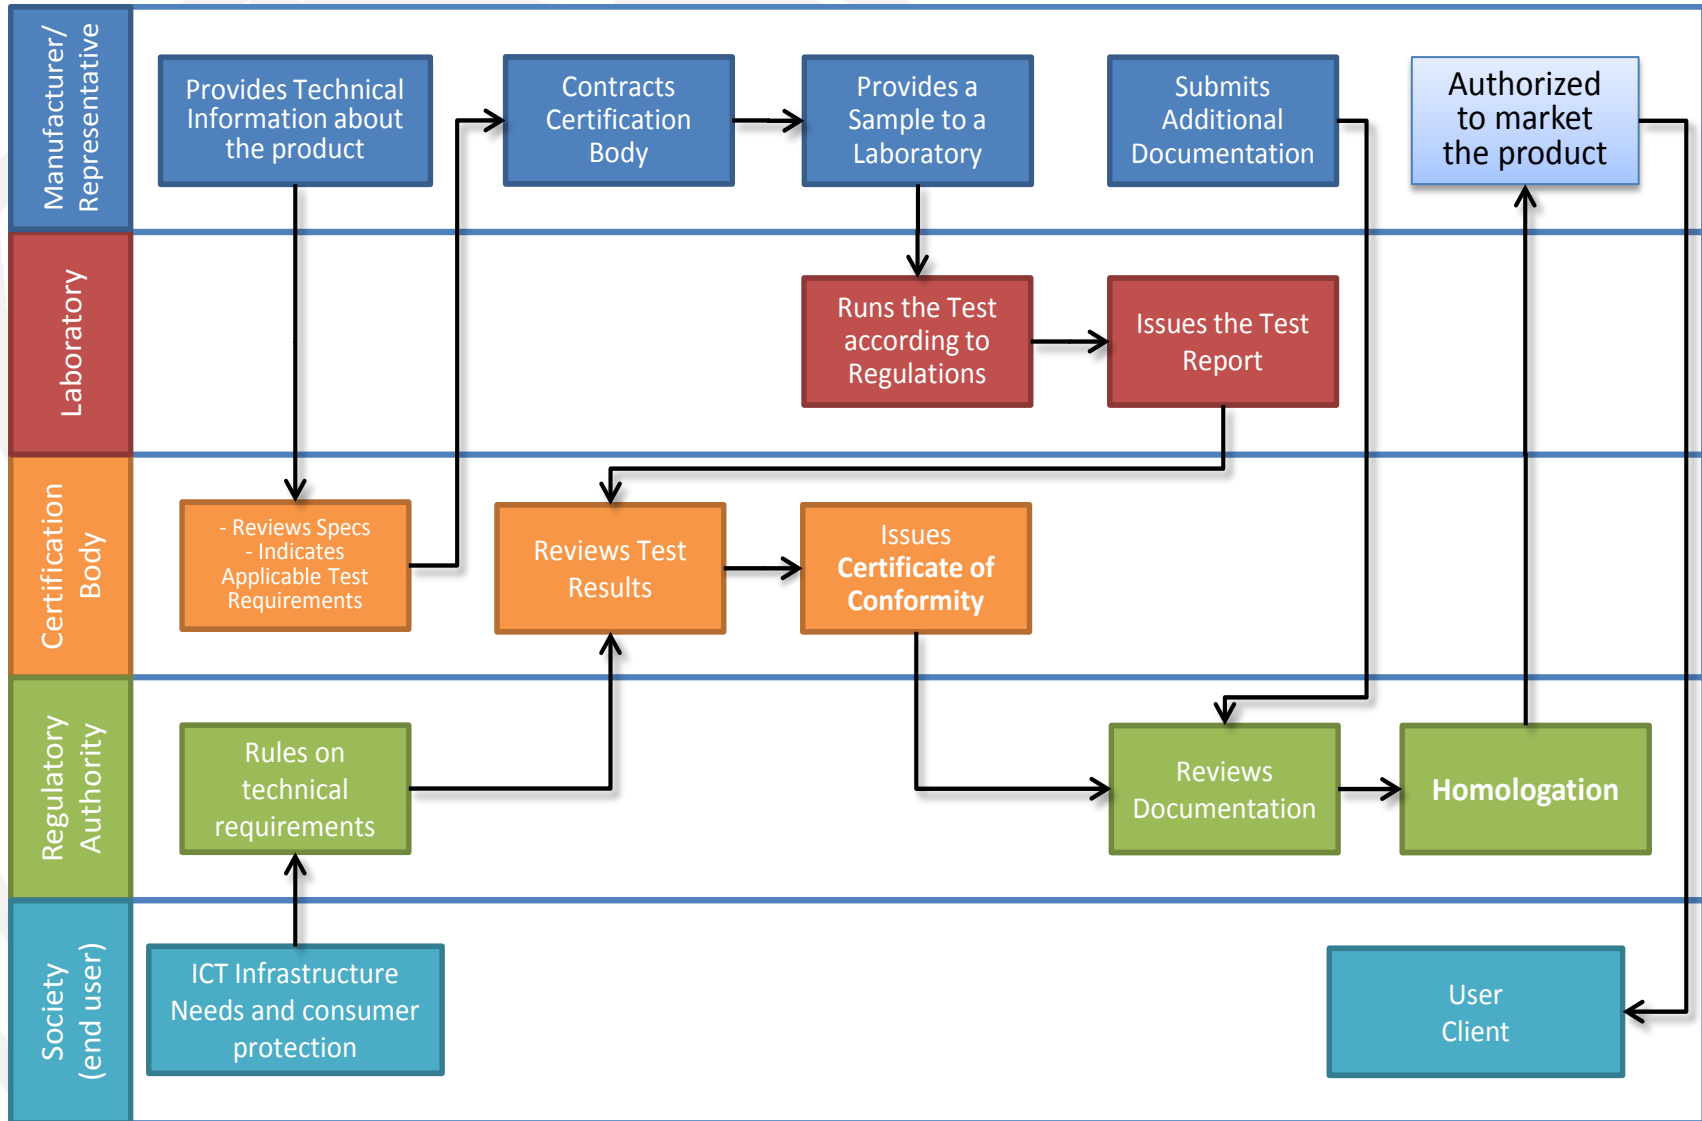 Manufacturer/
Representative
Provides Technical
Information about
the product
Contracts
Certification
Body
Provides a
Sample to a
Laboratory
Submits
Additional
Documentation
Authorized
to market
the product
Laboratory
Runs the Test
according to
Regulations
Issues the Test
Report
Certification
Body
- Reviews Specs
- Indicates
Applicable Test
Requirements
Reviews Test
Results
Issues
Certificate of
Conformity
Regulatory
Authority
Rules on
technical
requirements
Reviews
Documentation
Homologation
Society
(end user)
ICT Infrastructure
Needs and consumer
protection
User
Client